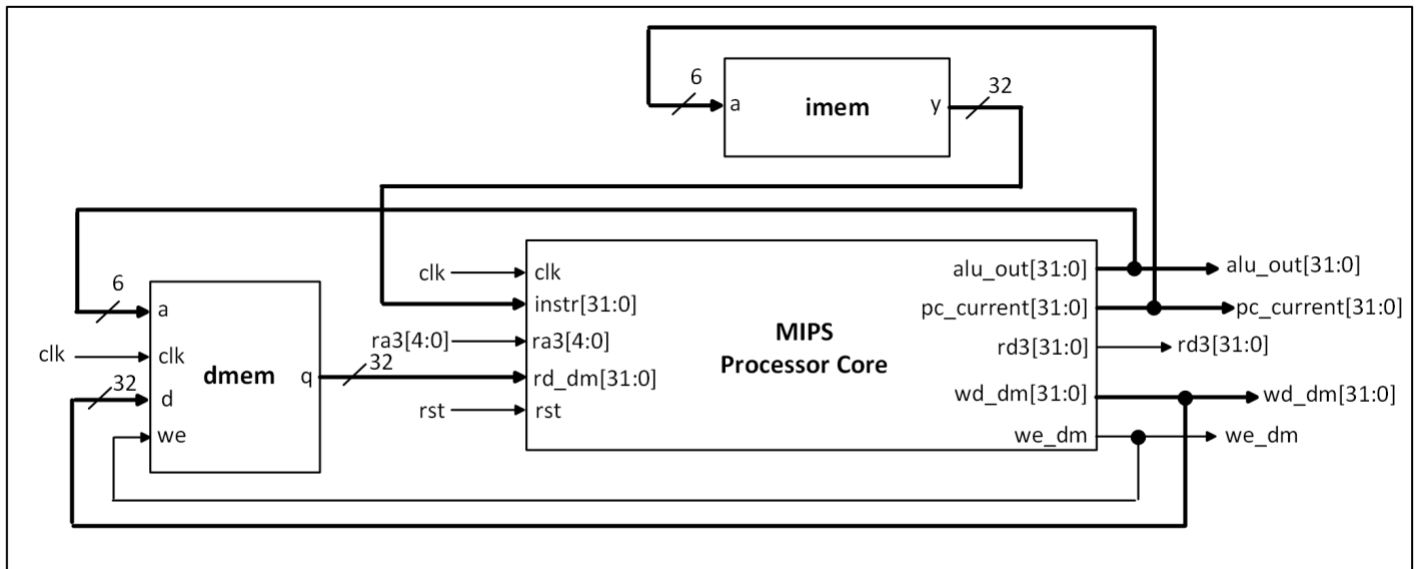 6
a
imem
y
32
clk
clk
alu_out[31:0]
alu_out[31:0]
6
a
instr[31:0]
pc_current[31:0]
pc_current[31:0]
clk
clk
ra3[4:0]
ra3[4:0]
MIPS
Processor Core
rd3[31:0]
rd3[31:0]
dmem
q
32
rd_dm[31:0]
32
d
wd_dm[31:0]
wd_dm[31:0]
rst
rst
we
we_dm
we_dm